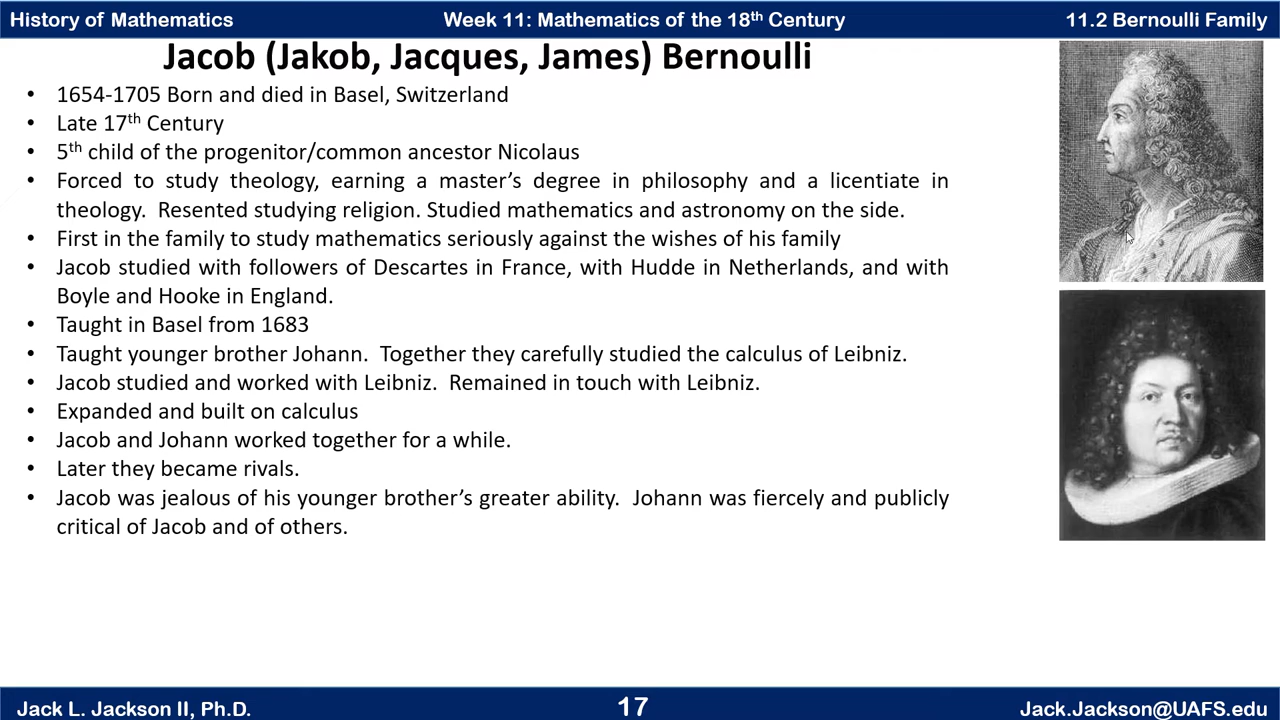 History of Mathematics
Week 11: Mathematics of the 18th Century
11.2 Bernoulli Family
Jacob (Jakob, Jacques, James) Bernoulli
• 1654-1705 Born and died in Basel, Switzerland
• Late 17th Century
• 5th child of the progenitor/common ancestor Nicolaus
• Forced to study theology, earning a master's degree in philosophy and a licentiate in
theology. Resented studying religion. Studied mathematics and astronomy on the side.
• First in the family to study mathematics seriously against the wishes of his family
• Jacob studied with followers of Descartes in France, with Hudde in Netherlands, and with
Boyle and Hooke in England.
• Taught in Basel from 1683
• Taught younger brother Johann. Together they carefully studied the calculus of Leibniz.
• Jacob studied and worked with Leibniz. Remained in touch with Leibniz.
• Expanded and built on calculus
• Jacob and Johann worked together for a while.
• Later they became rivals.
• Jacob was jealous of his younger brother's greater ability. Johann was fiercely and publicly
critical of Jacob and of others.
Jack L. Jackson II, Ph.D.
17
Jack.Jackson@UAFS.edu